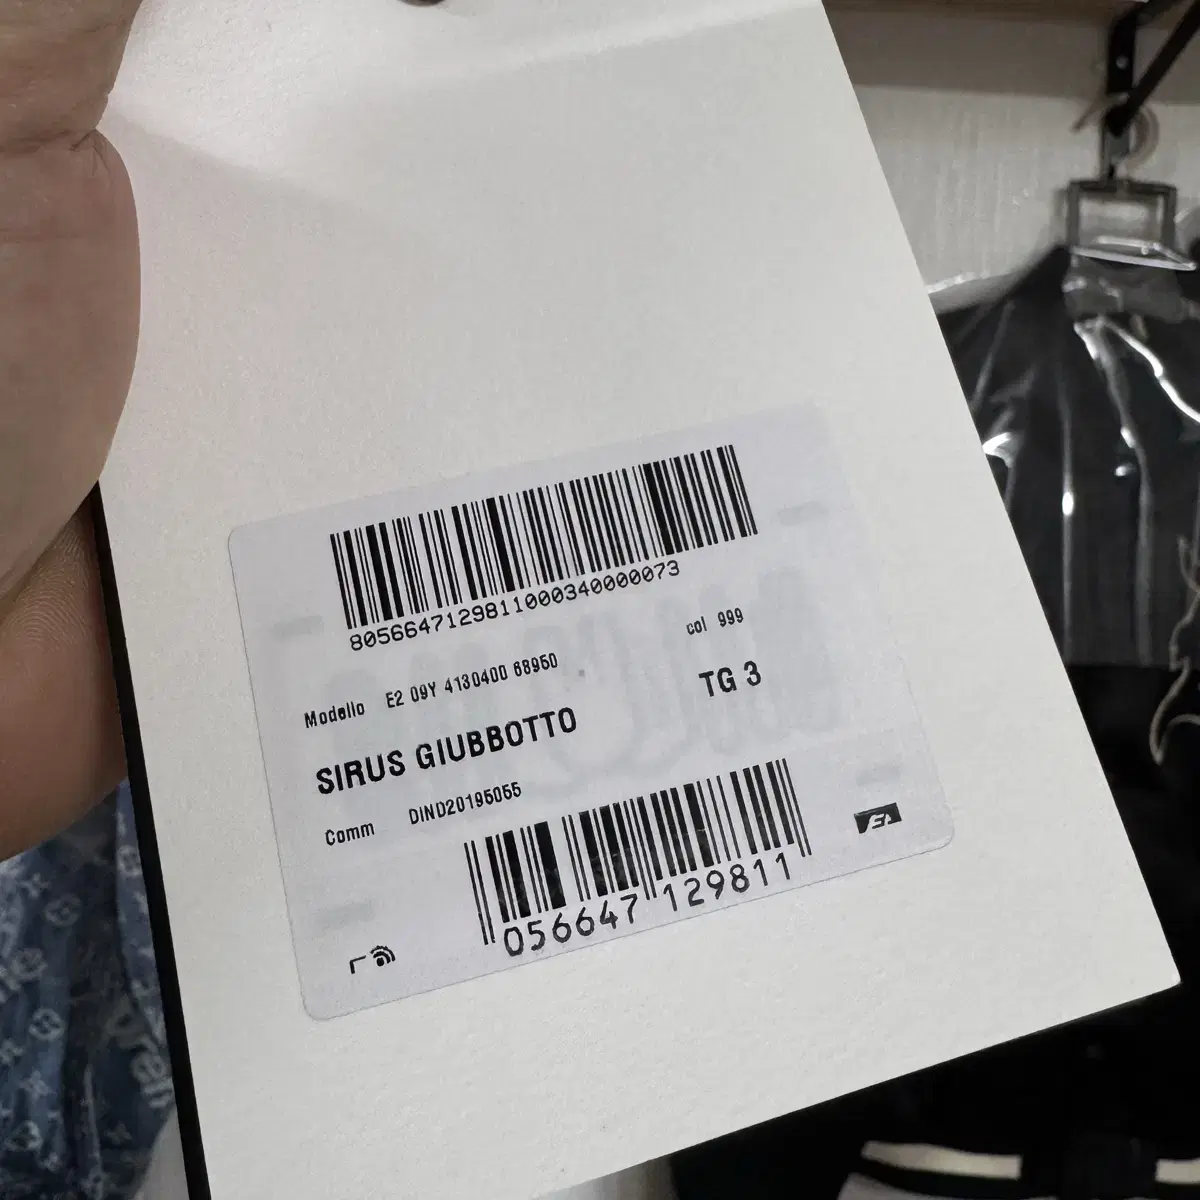 8056647129811000340000073
Modello E2 09Y 4130400 68950
col 999
SIRUS GIUBBOTTO
TG 3
Comm DIND20195055
056647 129811